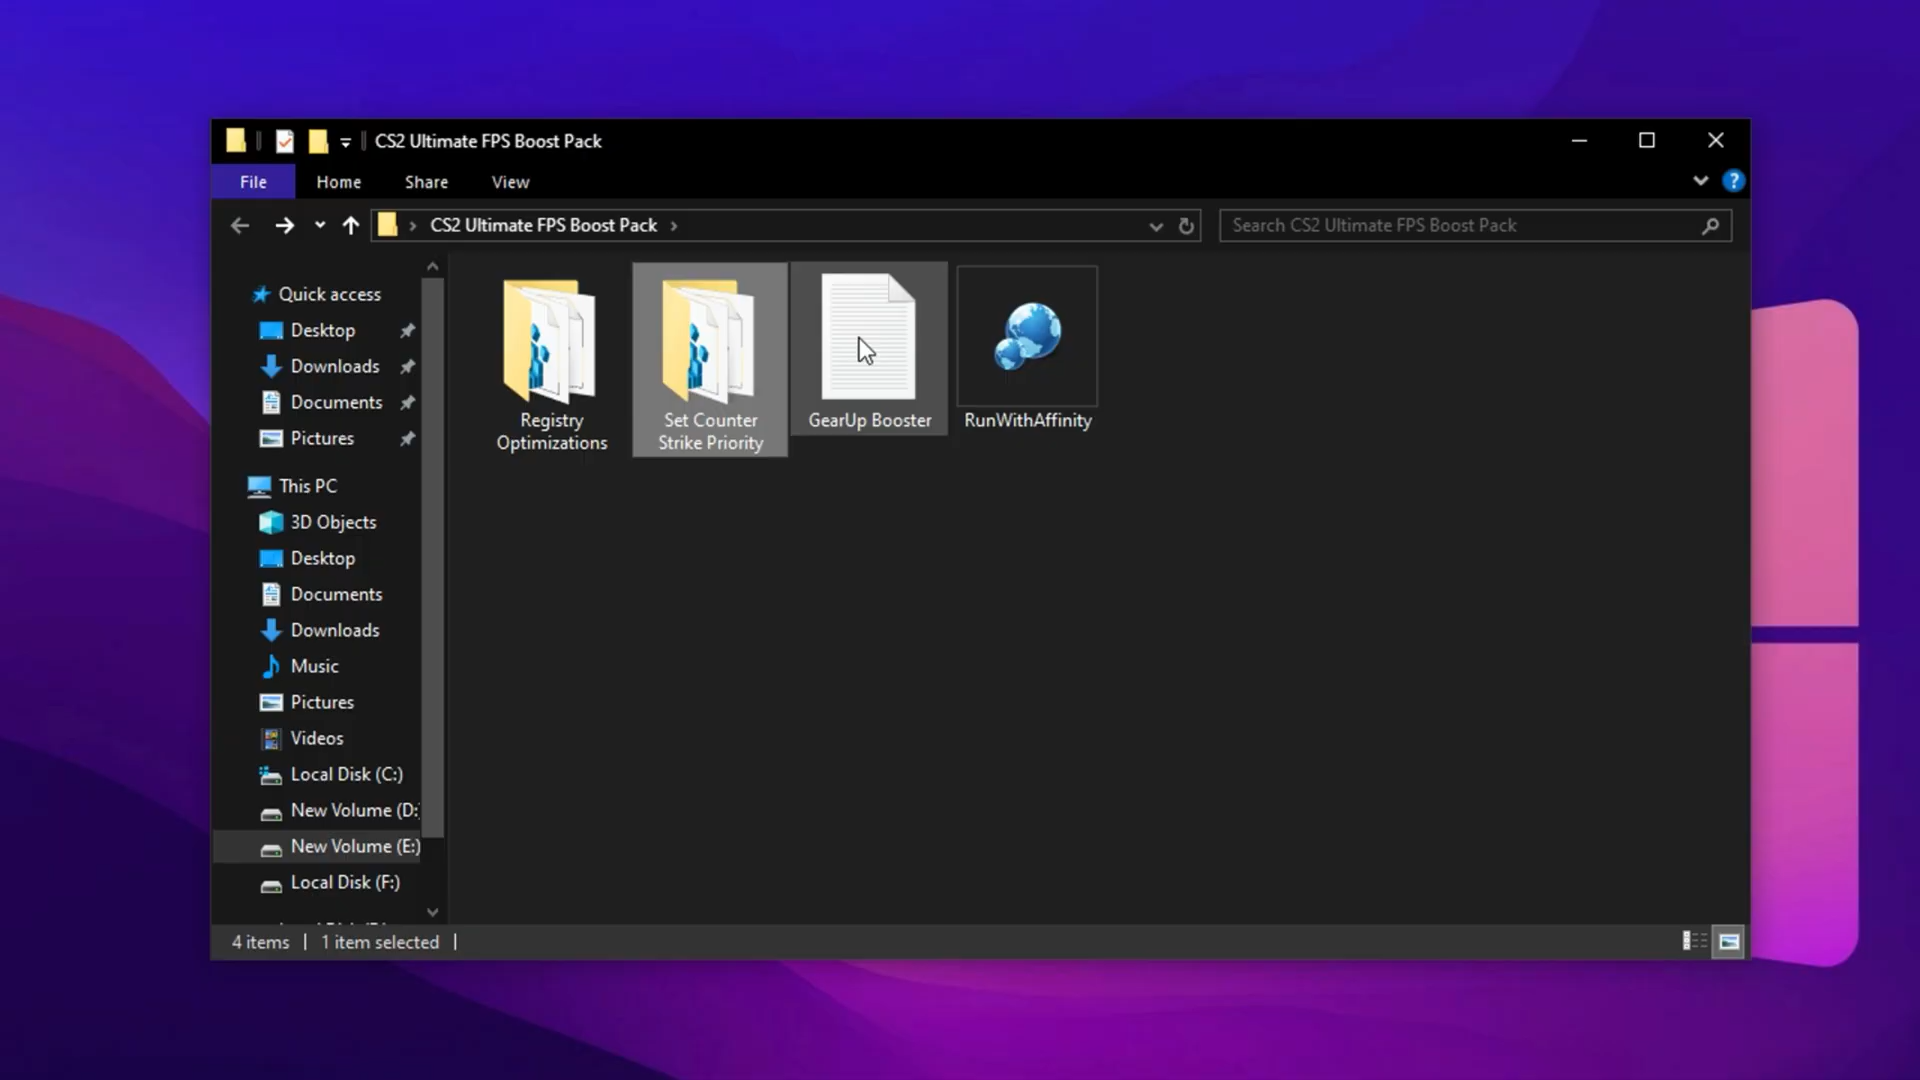 CS2 Ultimate FPS Boost Pack
File Home Share View
?
CS2 Ultimate FPS Boost Pack
Search CS2 Ultimate FPS Boost Pack
Quick access
Desktop
Downloads
Documents
Pictures
This PC
3D Objects
Desktop
Documents
Downloads
Music
Pictures
Videos
Local Disk (C:)
New Volume (D:)
New Volume (E:)
Local Disk (F:)
Registry
Optimizations
Set Counter
Strike Priority
GearUp Booster
RunWithAffinity
4 items
1 item selected